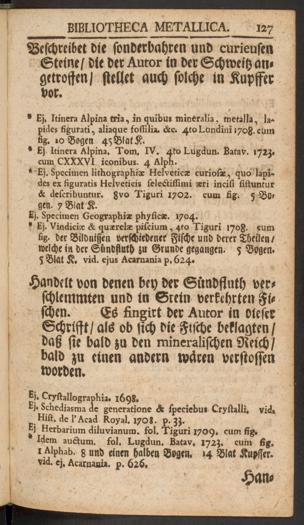 BIBLIOTHECA METALLICA. 127
Beschreibet die sonderbahren und curieusen
Steine/ die der Autor in der Schweitz an-
getroffen/ stellet auch solche in Kupffer
vor.
* Ej. Itinera Alpina tria, in quibus mineralia, metalla, la-
pides figurati, aliaque fossilia. &c. 4to Londini 1708. cum
fig. 10 Bogen 45 Blat K.
* Ej. Itinera Alpina. Tom. IV. 4to Lugdun. Batav. 1723.
cum CXXXVI. iconibus. 4 Alph.
* Ej. Specimen lithographiæ Helveticæ curiosæ, quo lapi-
des ex figuratis Helveticis selectissimi æri incisi sistuntur
& describuntur. 8vo Tiguri 1702. cum fig. 5 Bo-
gen. 7 Blat K.
Ej. Specimen Geographiæ physicæ. 1704.
* Ej. Vindiciæ & querelæ piscium, 4to Tiguri 1708. cum
fig. der Bildnissen verschiedener Fische und derer Theilen/
welche in der Sündfluth zu Grunde gegangen. 5 Bogen.
5 Blat K. vid. ejus Acarnania p. 624.
Handelt von denen bey der Sündfluth ver-
schlemmten und in Stein verkehrten Fi-
schen. Es fingirt der Autor in dieser
Schrifft/ als ob sich die Fische beklagten/
daß sie bald zu den mineralischen Reich/
bald zu einen andern wären verstossen
worden.
Ej. Crystallographia. 1698.
Ej. Schediasma de generatione & speciebus Crystalli. vid.
Hist. de l'Acad Royal. 1708. p. 33.
Ej Herbarium diluvianum. fol. Tiguri 1709. cum fig.
* Idem auctum. fol. Lugdun. Batav. 1723. cum fig.
1 Alphab. 8 und einen halben Bogen. 14 Blat Kupffer.
vid. ej. Acarnania. p. 626.
Han-